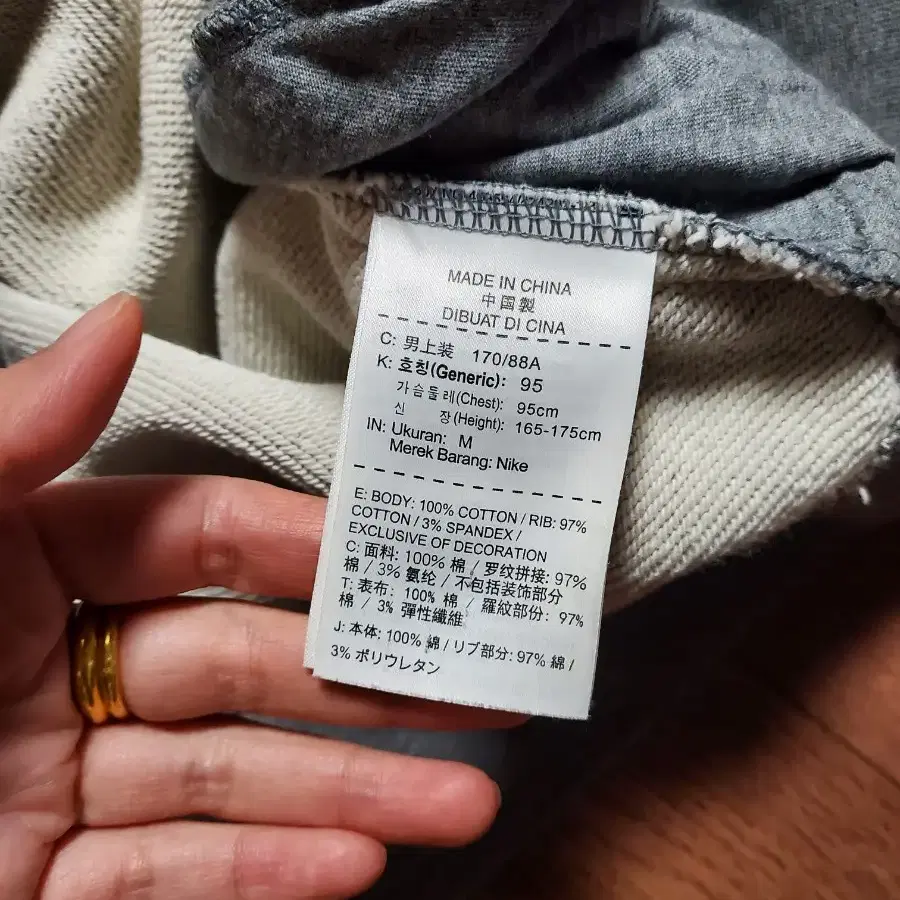 MADE IN CHINA
中国製
DIBUAT DI CINA
C: 男上装 170/88A
K: 호칭(Generic): 95
가슴둘레(Chest): 95cm
신 장(Height): 165-175cm
IN: Ukuran: M
Merek Barang: Nike
E: BODY: 100% COTTON / RIB: 97%
COTTON / 3% SPANDEX /
EXCLUSIVE OF DECORATION
C: 面料: 100% 棉 / 罗纹拼接: 97%
棉 / 3% 氨纶 / 不包括装饰部分
T: 表布: 100% 棉 / 羅紋部份: 97%
棉 / 3% 彈性纖維
J: 本体: 100% 綿 / リブ部分: 97% 綿 /
3% ポリウレタン